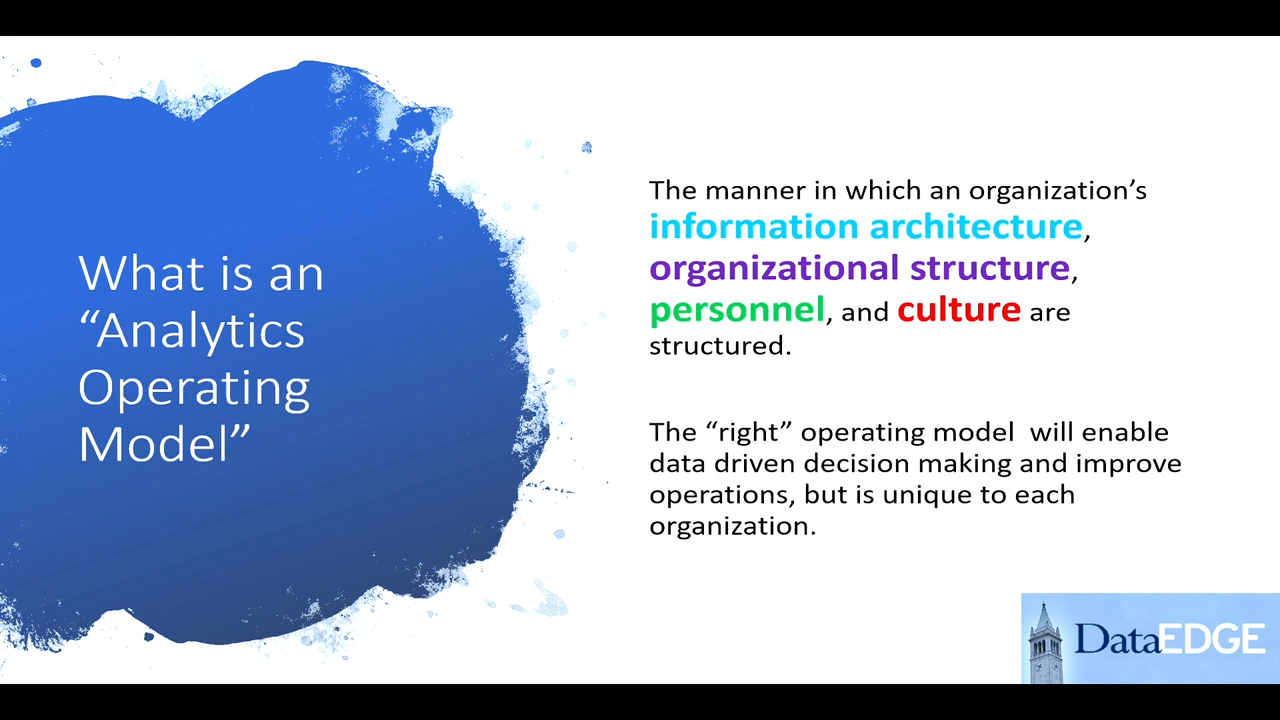 What is an
“Analytics
Operating
Model”
The manner in which an organization’s
information architecture,
organizational structure,
personnel, and culture are
structured.
The “right” operating model  will enable
data driven decision making and improve
operations, but is unique to each
organization.
DataEDGE